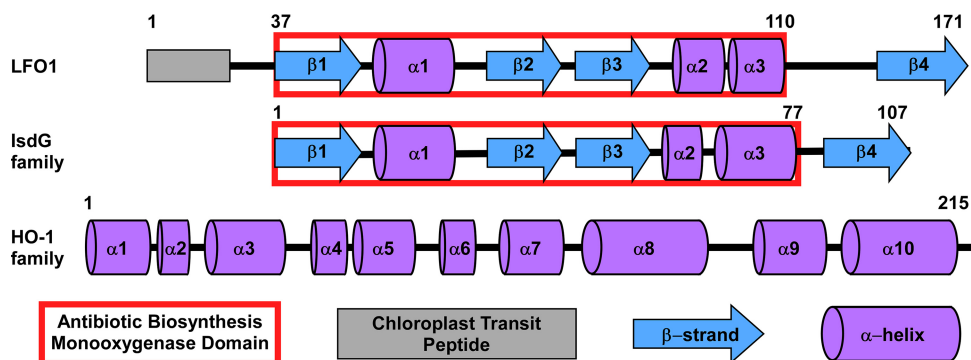 1 37 110 171
LFO1 β1 α1 β2 β3 α2 α3 β4
1 77 107
IsdG
family
β1 α1 β2 β3 α2 α3 β4
1 215
HO-1
family
α1 α2 α3 α4 α5 α6 α7 α8 α9 α10
Antibiotic Biosynthesis
Monooxygenase Domain
Chloroplast Transit
Peptide
β-strand
α-helix